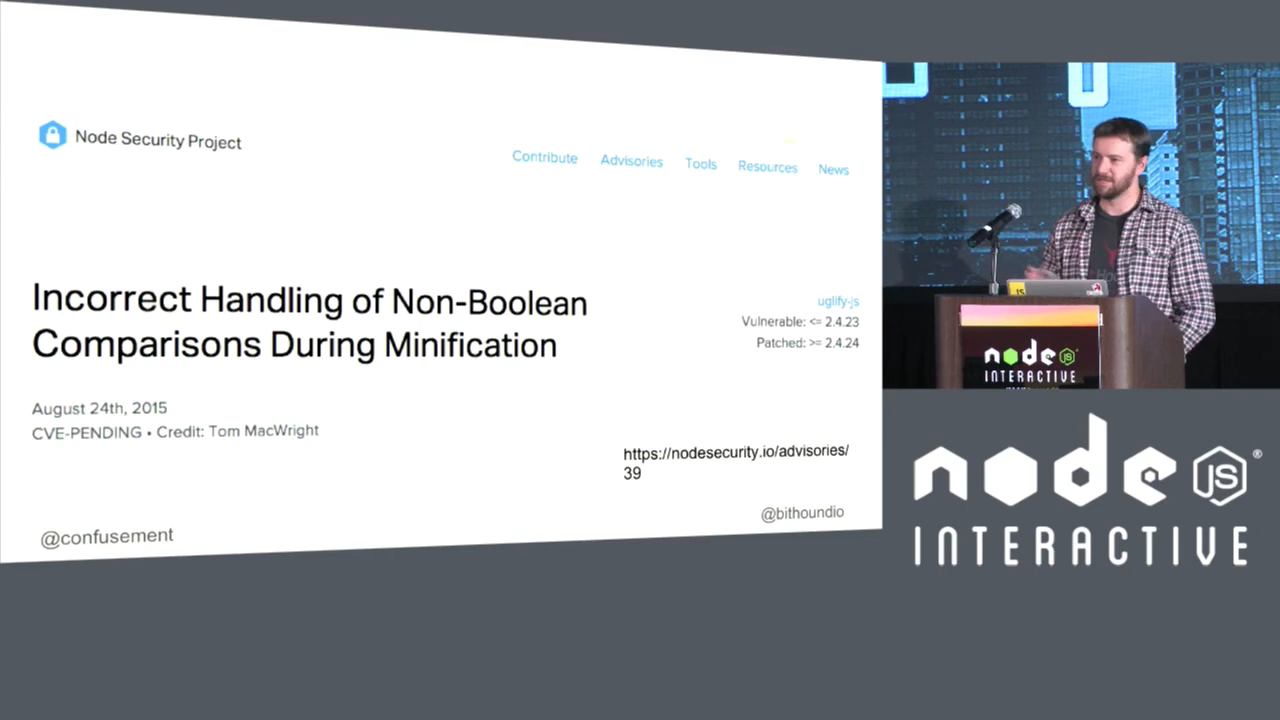 Node Security Project
Contribute Advisories Tools Resources News
Incorrect Handling of Non-Boolean
Comparisons During Minification
uglify-js
Vulnerable: <= 2.4.23
Patched: >= 2.4.24
August 24th, 2015
CVE-PENDING • Credit: Tom MacWright
https://nodesecurity.io/advisories/
39
@confusement
@bithoundio
JS
node JS
INTERACTIVE
node JS ®
INTERACTIVE